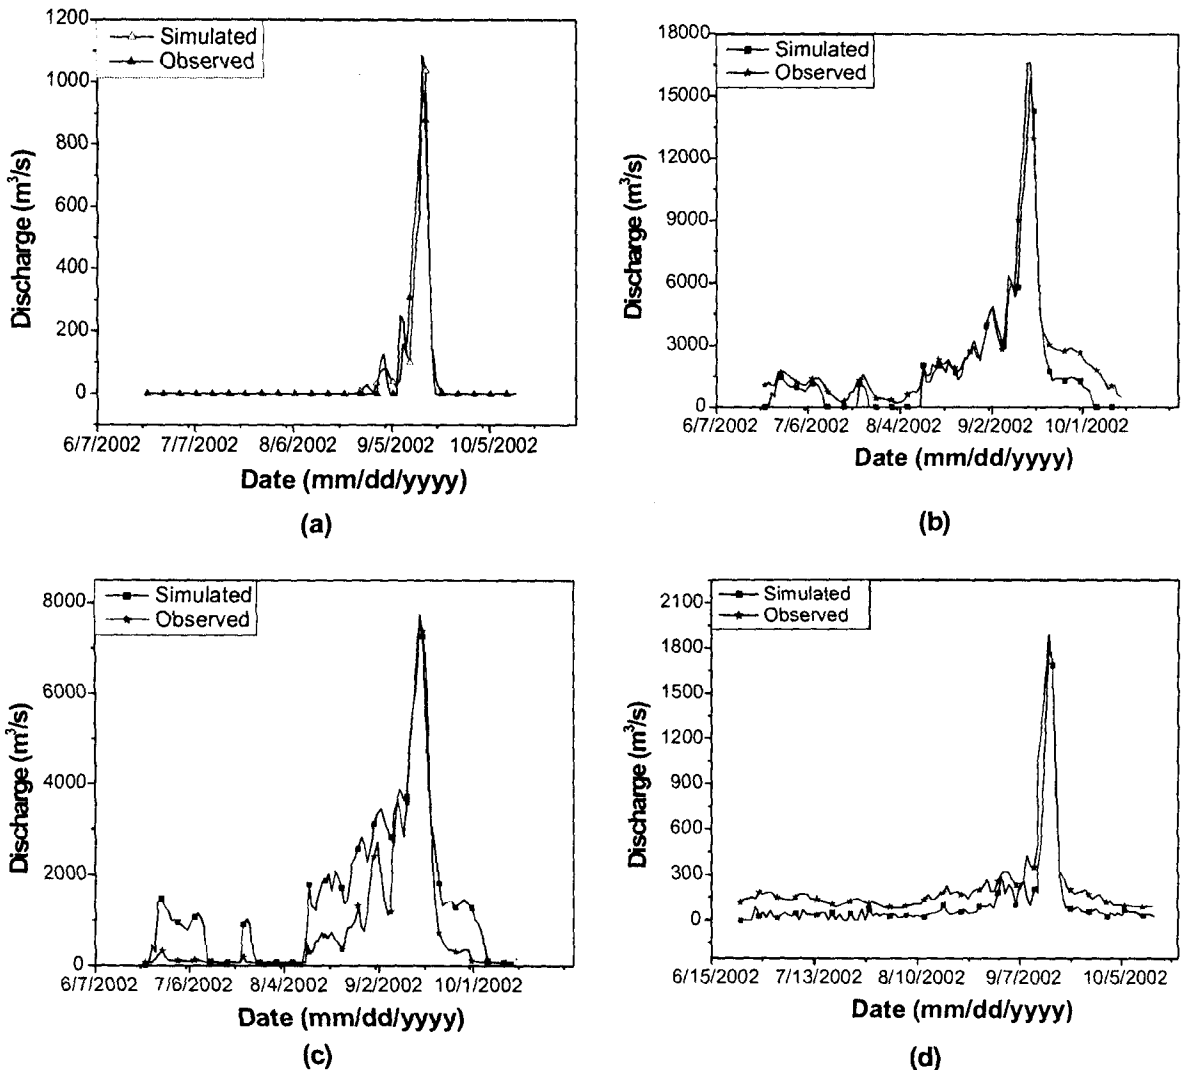 1200
1000
800
600
400
200
0
Simulated
Observed
Discharge (m³/s)
6/7/2002 7/7/2002 8/6/2002 9/5/2002 10/5/2002
Date (mm/dd/yyyy)
(a)
18000
15000
12000
9000
6000
3000
0
Simulated
Observed
Discharge (m³/s)
6/7/2002 7/6/2002 8/4/2002 9/2/2002 10/1/2002
Date (mm/dd/yyyy)
(b)
8000
6000
4000
2000
0
Simulated
Observed
Discharge (m³/s)
6/7/2002 7/6/2002 8/4/2002 9/2/2002 10/1/2002
Date (mm/dd/yyyy)
(c)
2100
1800
1500
1200
900
600
300
0
Simulated
Observed
Discharge (m³/s)
6/15/2002 7/13/2002 8/10/2002 9/7/2002 10/5/2002
Date (mm/dd/yyyy)
(d)